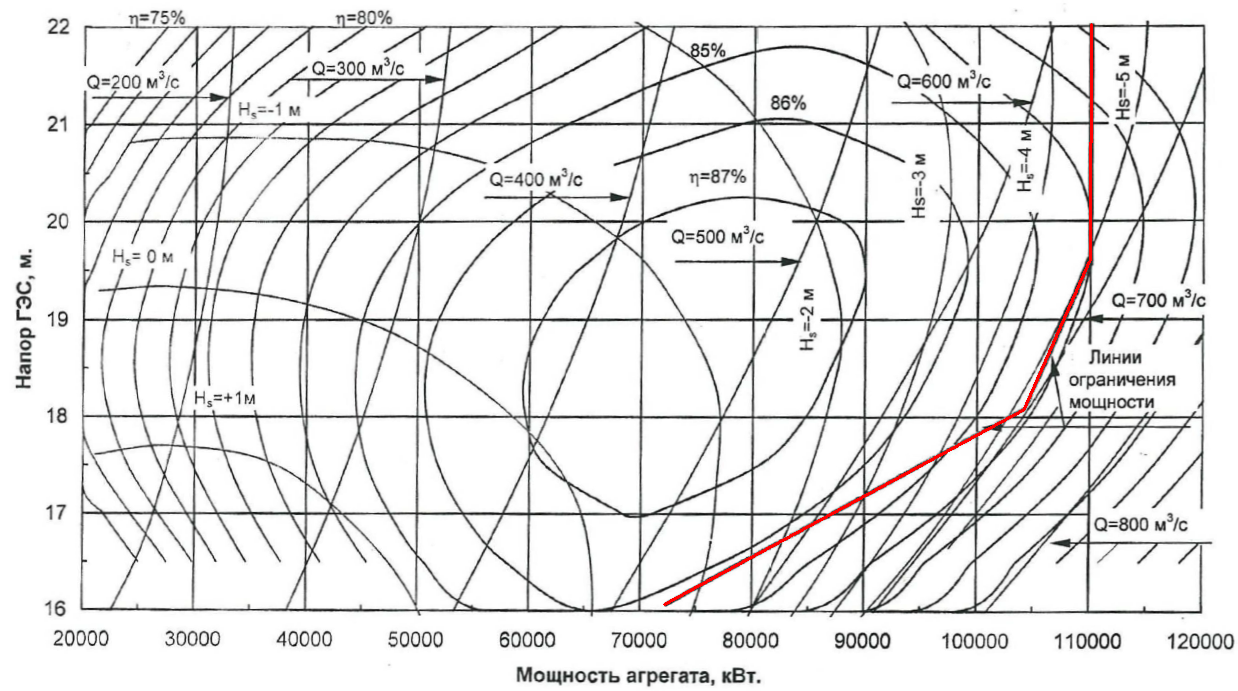 η=75%
η=80%
22
85%
Q=300 м³/с
Q=200 м³/с
Q=600 м³/с
Hs=-5 м
Hs=-1 м
86%
21
Hs=-4 м
Hs=-3 м
Q=400 м³/с
η=87%
20
Q=500 м³/с
Hs= 0 м
Q=700 м³/с
Hs=-2 м
19
Линии
ограничения
мощности
Hs=+1м
18
17
Q=800 м³/с
16
Напор ГЭС, м.
20000 30000 40000 50000 60000 70000 80000 90000 100000 110000 120000
Мощность агрегата, кВт.